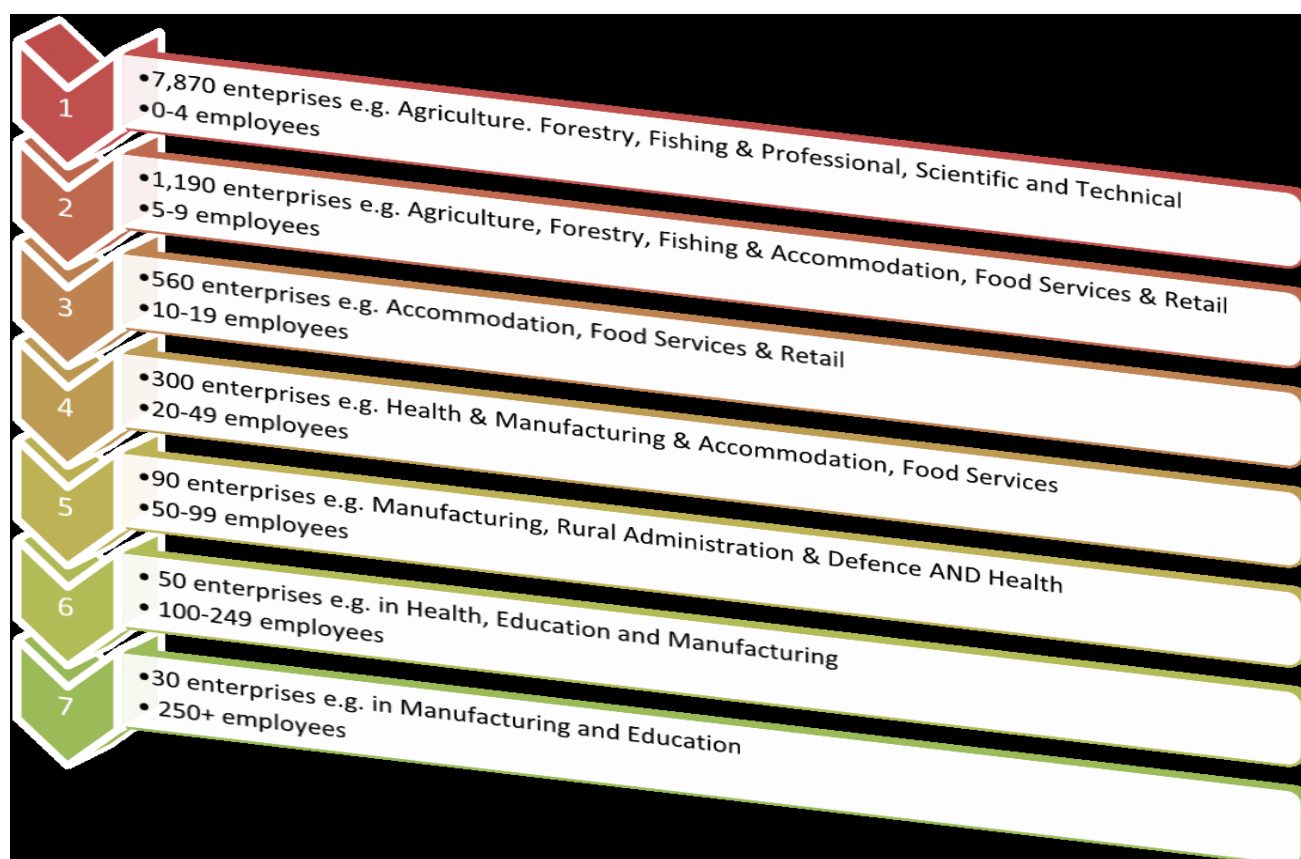 1
•7,870 enteprises e.g. Agriculture. Forestry, Fishing & Professional, Scientific and Technical
•0-4 employees
2
•1,190 enterprises e.g. Agriculture, Forestry, Fishing & Accommodation, Food Services & Retail
•5-9 employees
3
•560 enterprises e.g. Accommodation, Food Services & Retail
•10-19 employees
4
•300 enterprises e.g. Health & Manufacturing & Accommodation, Food Services
•20-49 employees
5
•90 enterprises e.g. Manufacturing, Rural Administration & Defence AND Health
•50-99 employees
6
• 50 enterprises e.g. in Health, Education and Manufacturing
• 100-249 employees
7
•30 enterprises e.g. in Manufacturing and Education
• 250+ employees